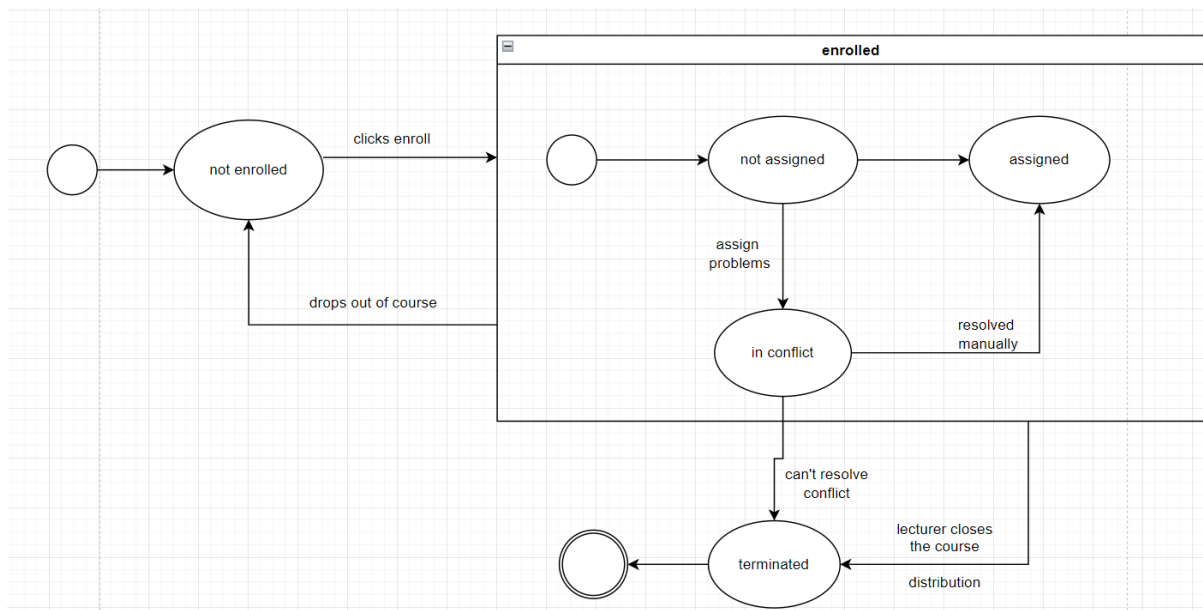 enrolled
clicks enroll
not enrolled
not assigned
assigned
assign
problems
drops out of course
in conflict
resolved
manually
can't resolve
conflict
lecturer closes
the course
terminated
distribution